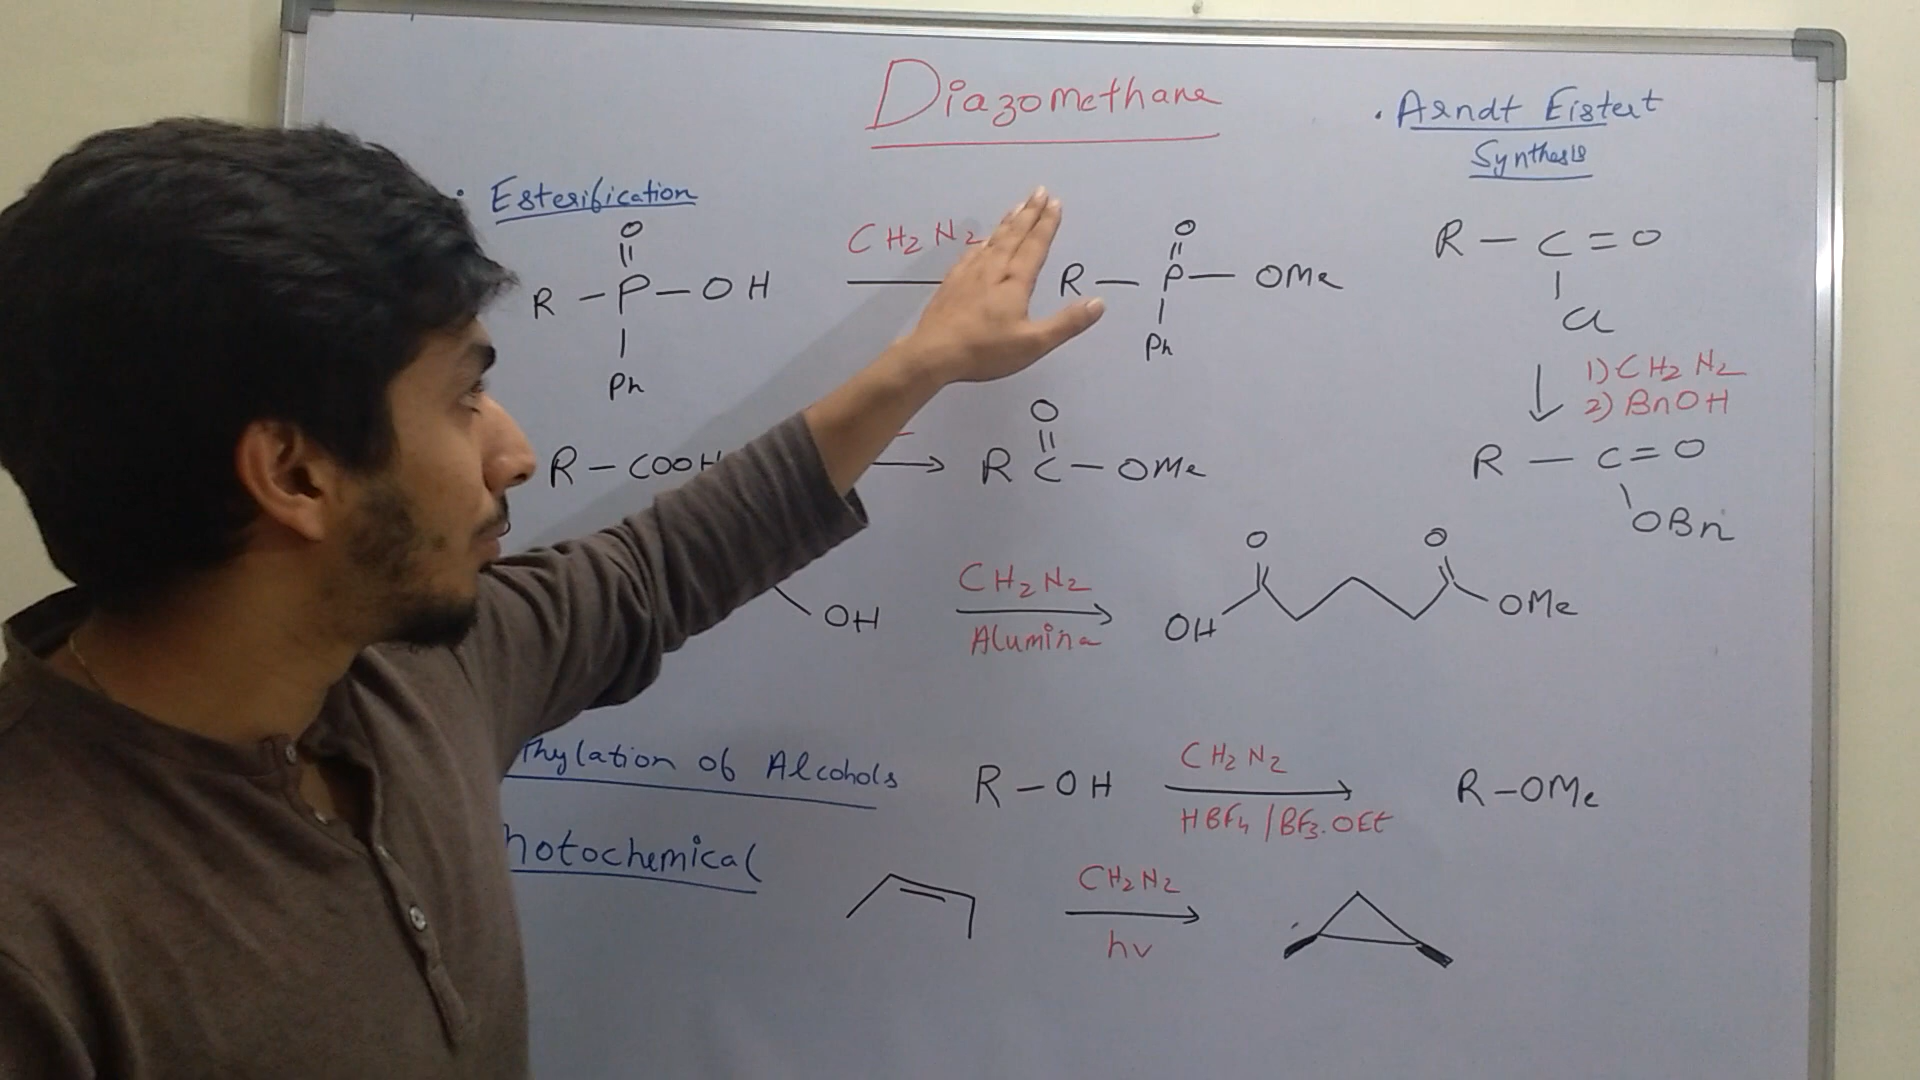 Diazomethane
. Esterification
O
||
R - P - OH
|
Ph
CH2N2
O
||
R - P - OMe
|
Ph
R - COOH
O
||
R C - OMe
OH
CH2N2
Alumina
O
O
OH
OMe
thylation of Alcohols
R - OH
CH2N2
HBF4 / BF3.OEt
R - OMe
hotochemical
CH2N2
hν
. Arndt Eistert
Synthesis
R - C = O
|
Cl
1) CH2N2
2) BnOH
R - C = O
\
OBn